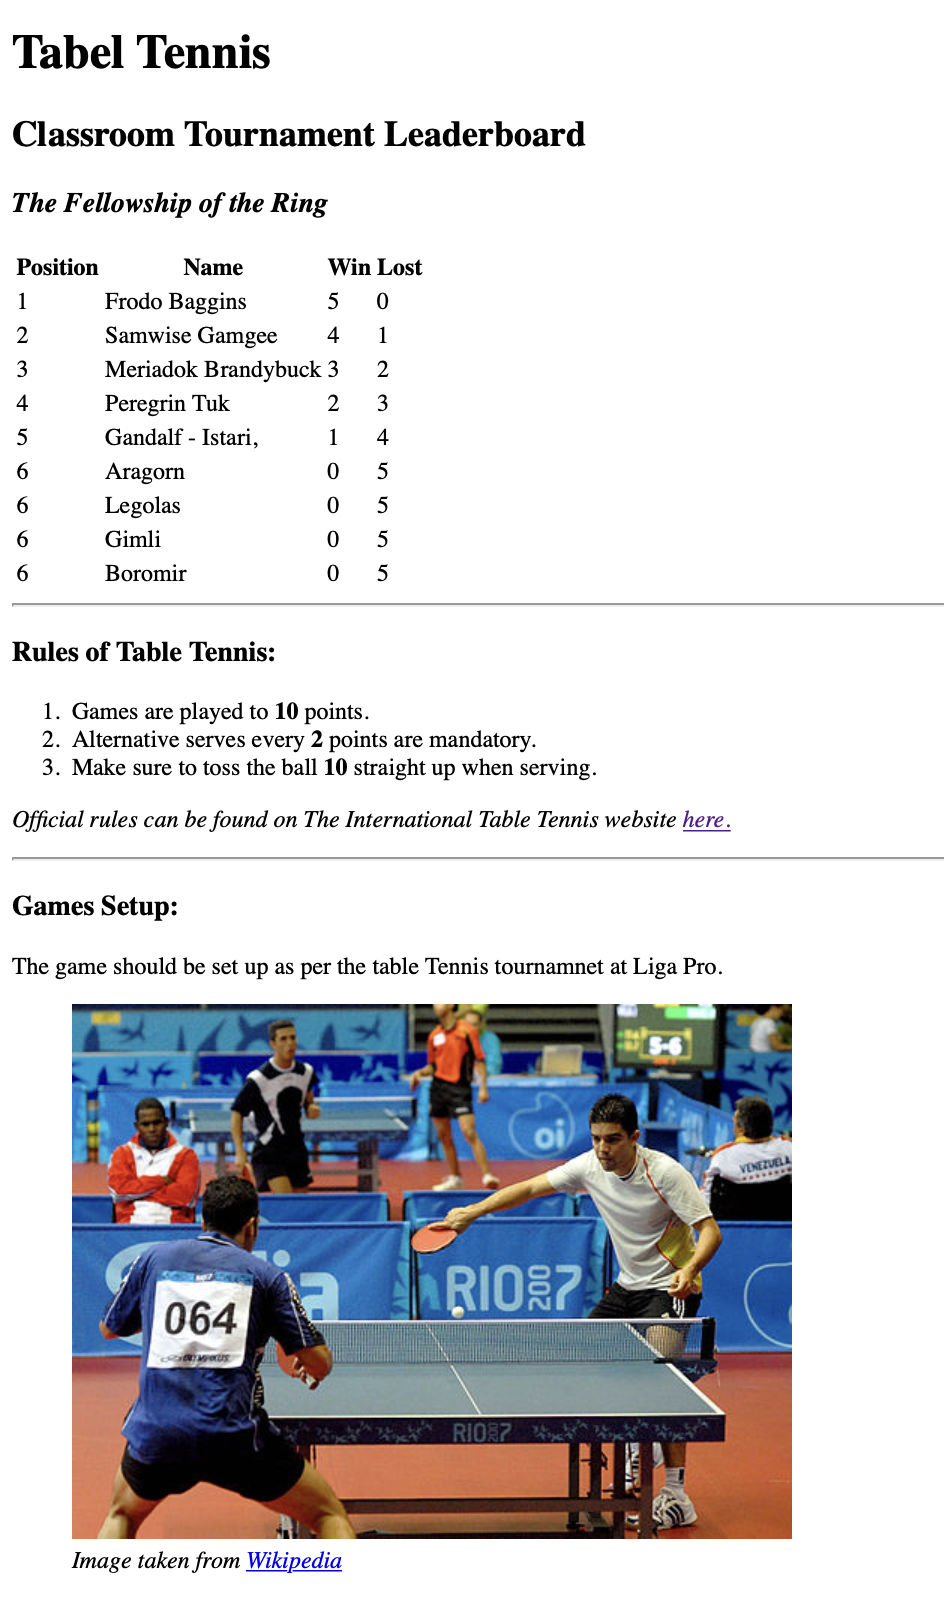 Tabel Tennis
Classroom Tournament Leaderboard
The Fellowship of the Ring
Position Name Win Lost
1 Frodo Baggins 5 0
2 Samwise Gamgee 4 1
3 Meriadok Brandybuck 3 2
4 Peregrin Tuk 2 3
5 Gandalf - Istari, 1 4
6 Aragorn 0 5
6 Legolas 0 5
6 Gimli 0 5
6 Boromir 0 5
Rules of Table Tennis:
1. Games are played to 10 points.
2. Alternative serves every 2 points are mandatory.
3. Make sure to toss the ball 10 straight up when serving.
Official rules can be found on The International Table Tennis website here.
Games Setup:
The game should be set up as per the table Tennis tournamnet at Liga Pro.
5-6
oi
VENEZUELA
RIO2007
064
RIO2007
Image taken from Wikipedia